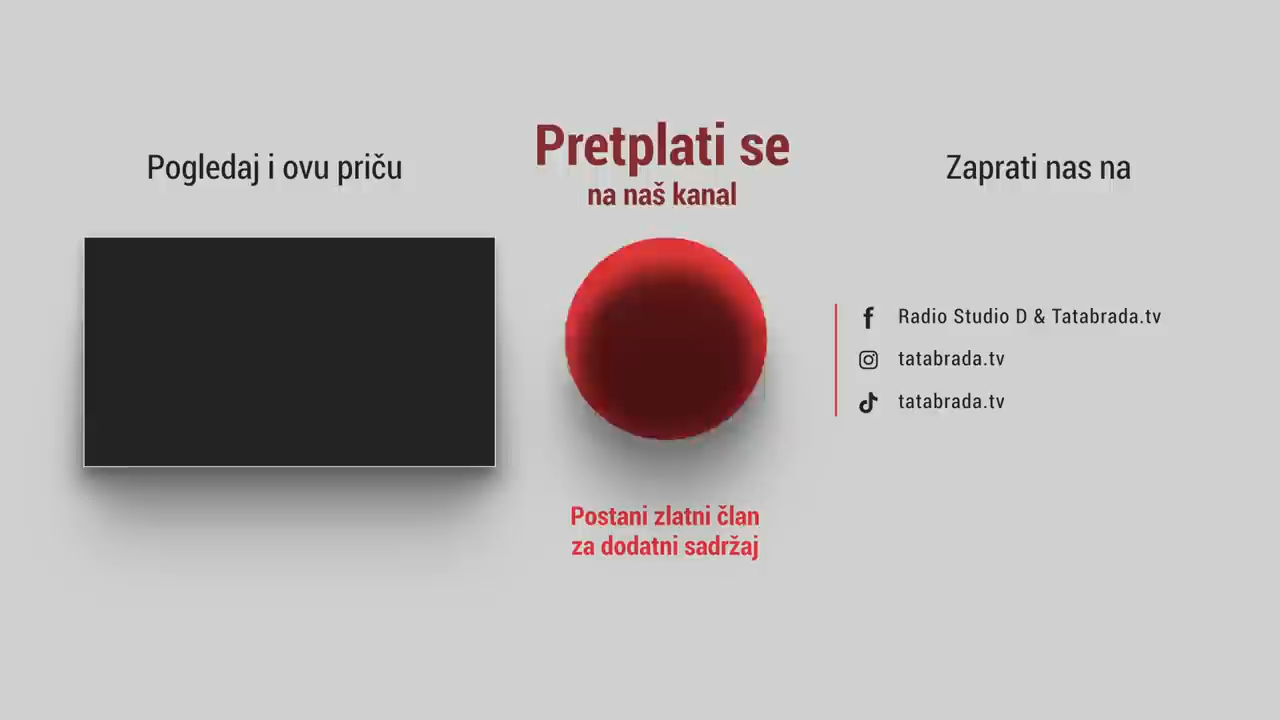 Pogledaj i ovu priču
Pretplati se
na naš kanal
Postani zlatni član
za dodatni sadržaj
Zaprati nas na
Radio Studio D & Tatabrada.tv
tatabrada.tv
tatabrada.tv